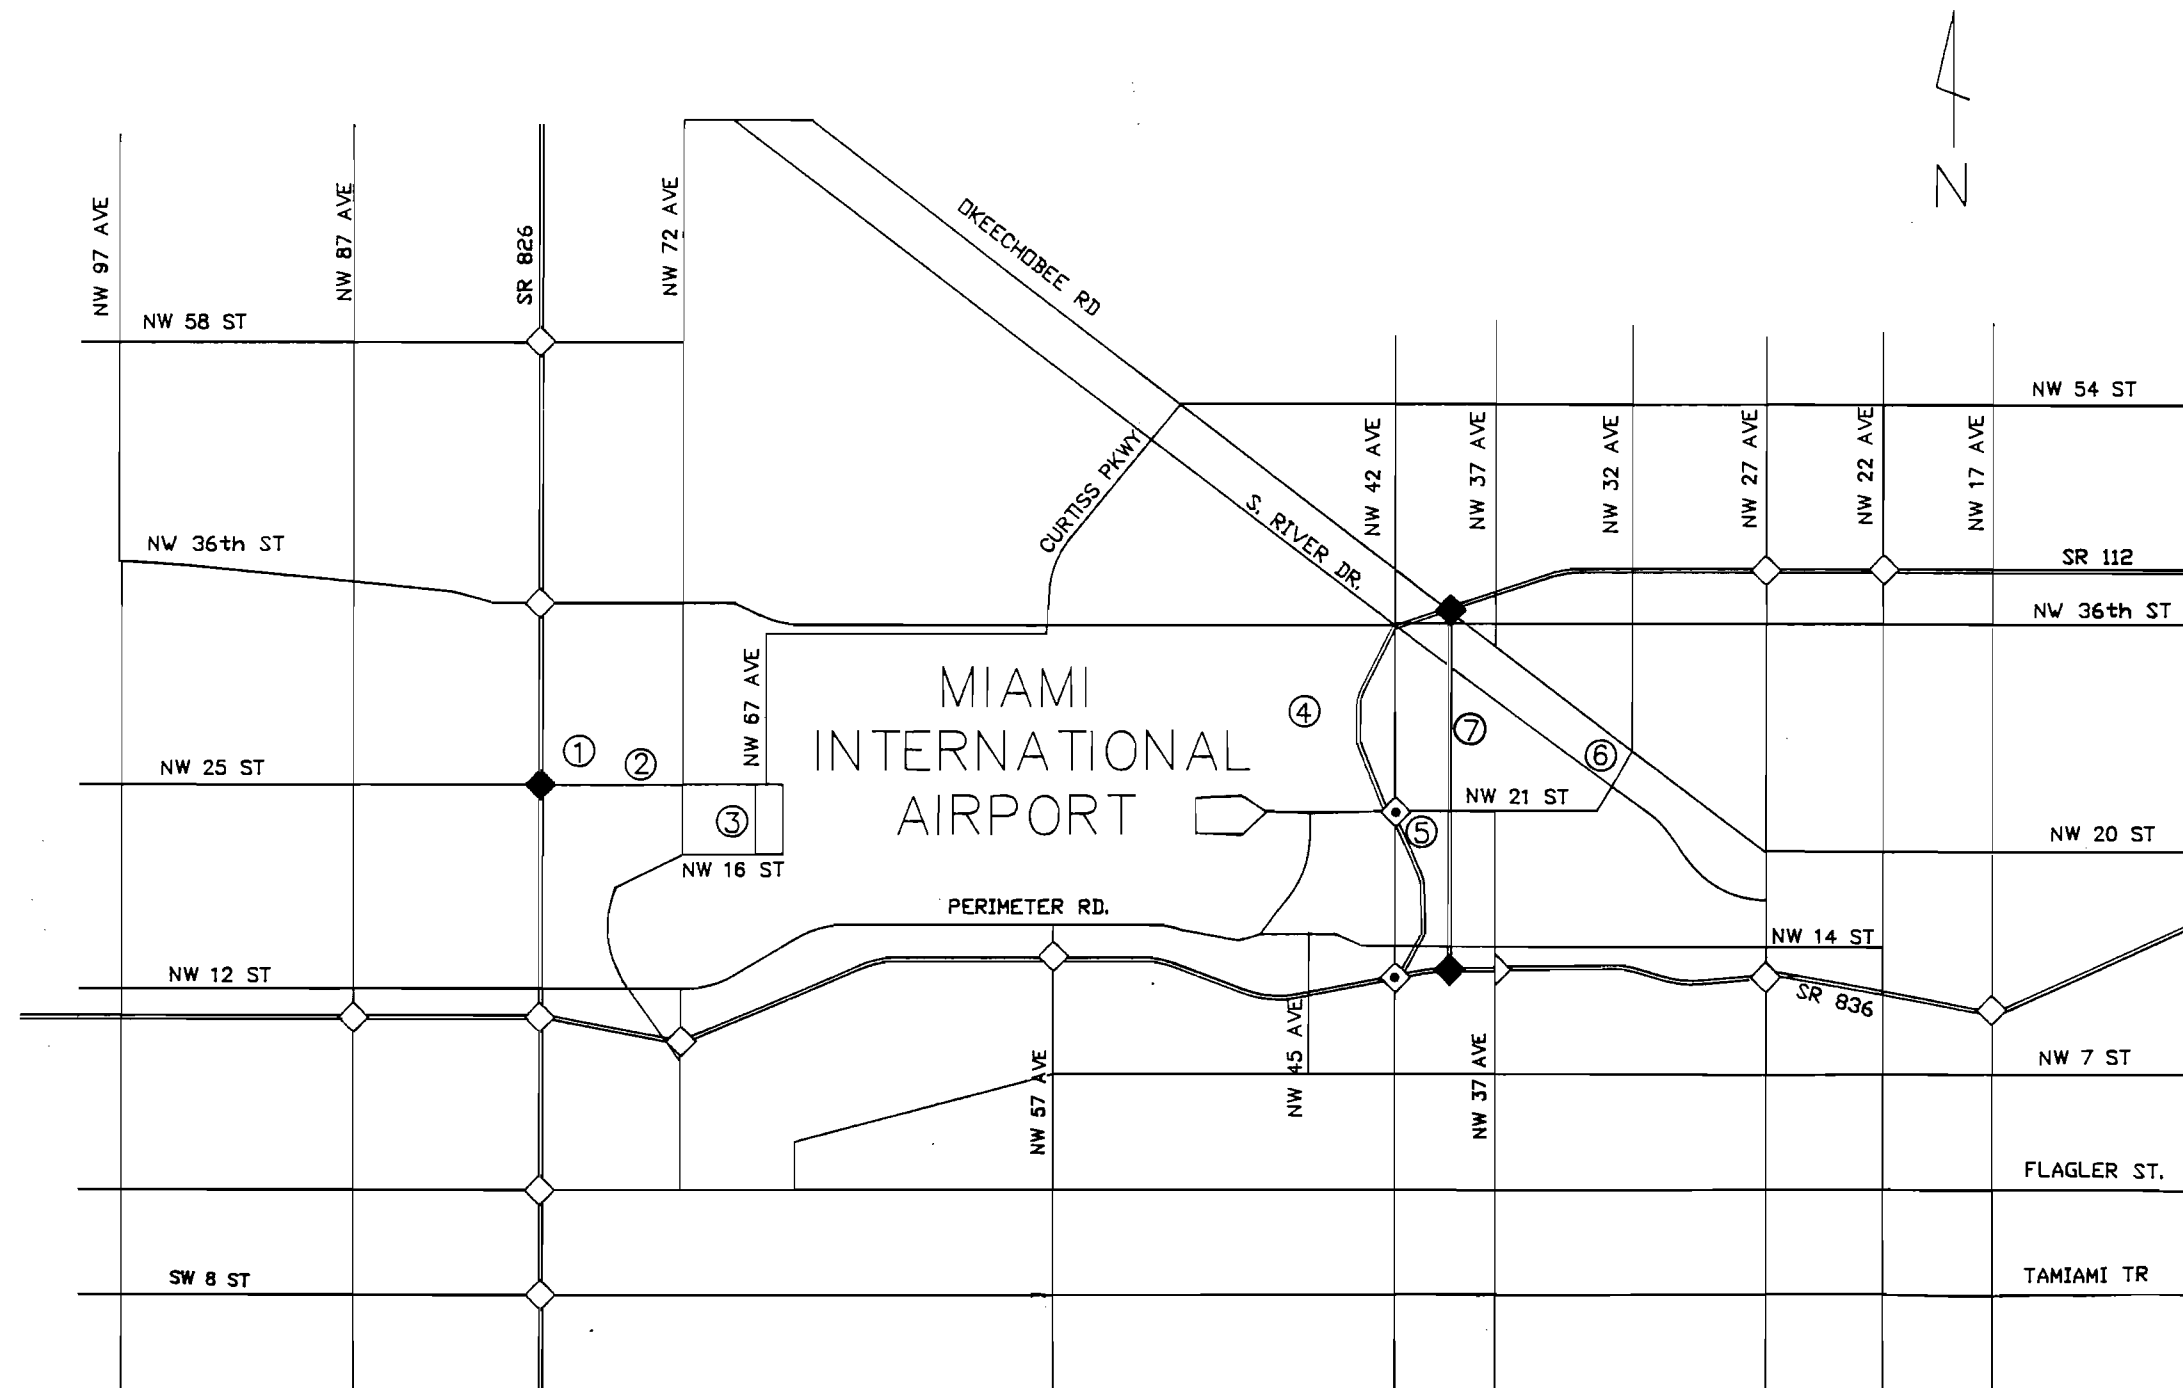 N
NW 97 AVE
NW 87 AVE
SR 826
NW 72 AVE
OKEECHOBEE RD
NW 58 ST
NW 54 ST
CURTISS PKWY
S. RIVER DR.
NW 42 AVE
NW 37 AVE
NW 32 AVE
NW 27 AVE
NW 22 AVE
NW 17 AVE
NW 36th ST
SR 112
NW 36th ST
NW 67 AVE
MIAMI
INTERNATIONAL
AIRPORT
4
7
1
2
6
NW 25 ST
NW 21 ST
3
5
NW 20 ST
NW 16 ST
PERIMETER RD.
NW 14 ST
NW 12 ST
SR 836
NW 57 AVE
NW 45 AVE
NW 37 AVE
NW 7 ST
FLAGLER ST.
SW 8 ST
TAMIAMI TR